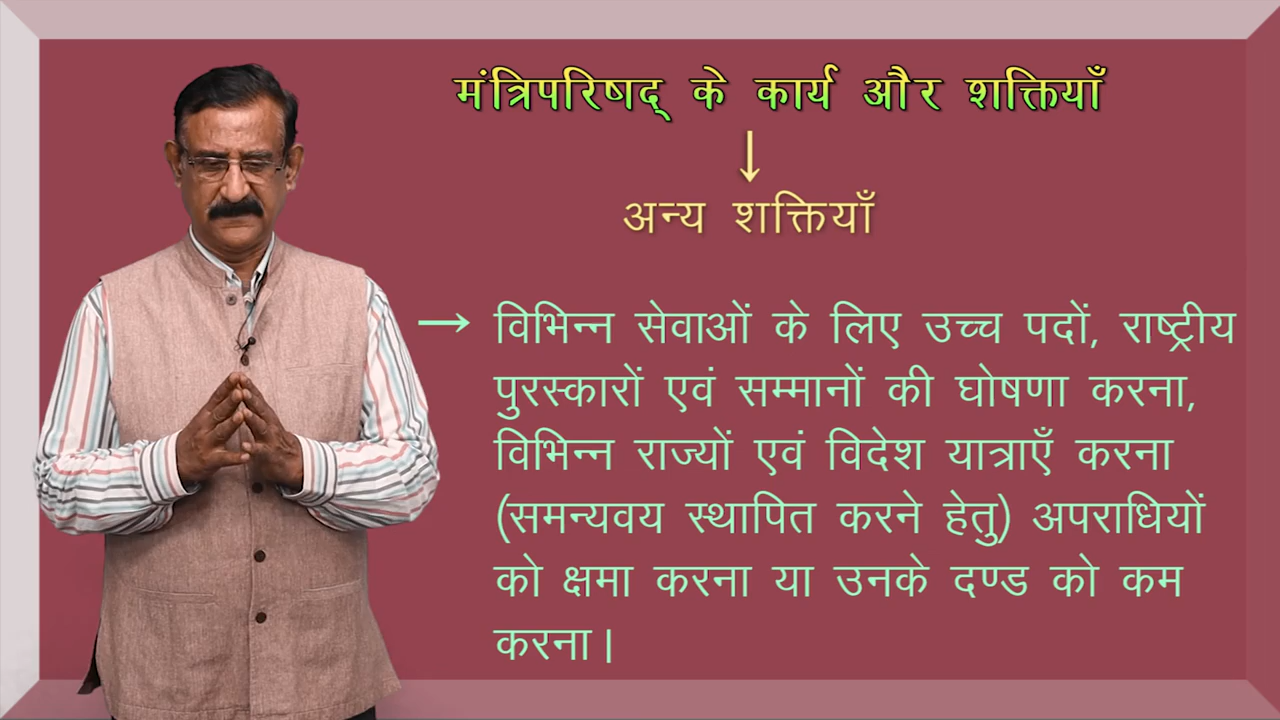 मंत्रिपरिषद् के कार्य और शक्तियाँ
↓
अन्य शक्तियाँ
→ विभिन्न सेवाओं के लिए उच्च पदों, राष्ट्रीय
पुरस्कारों एवं सम्मानों की घोषणा करना,
विभिन्न राज्यों एवं विदेश यात्राएँ करना
(समन्यवय स्थापित करने हेतु) अपराधियों
को क्षमा करना या उनके दण्ड को कम
करना।